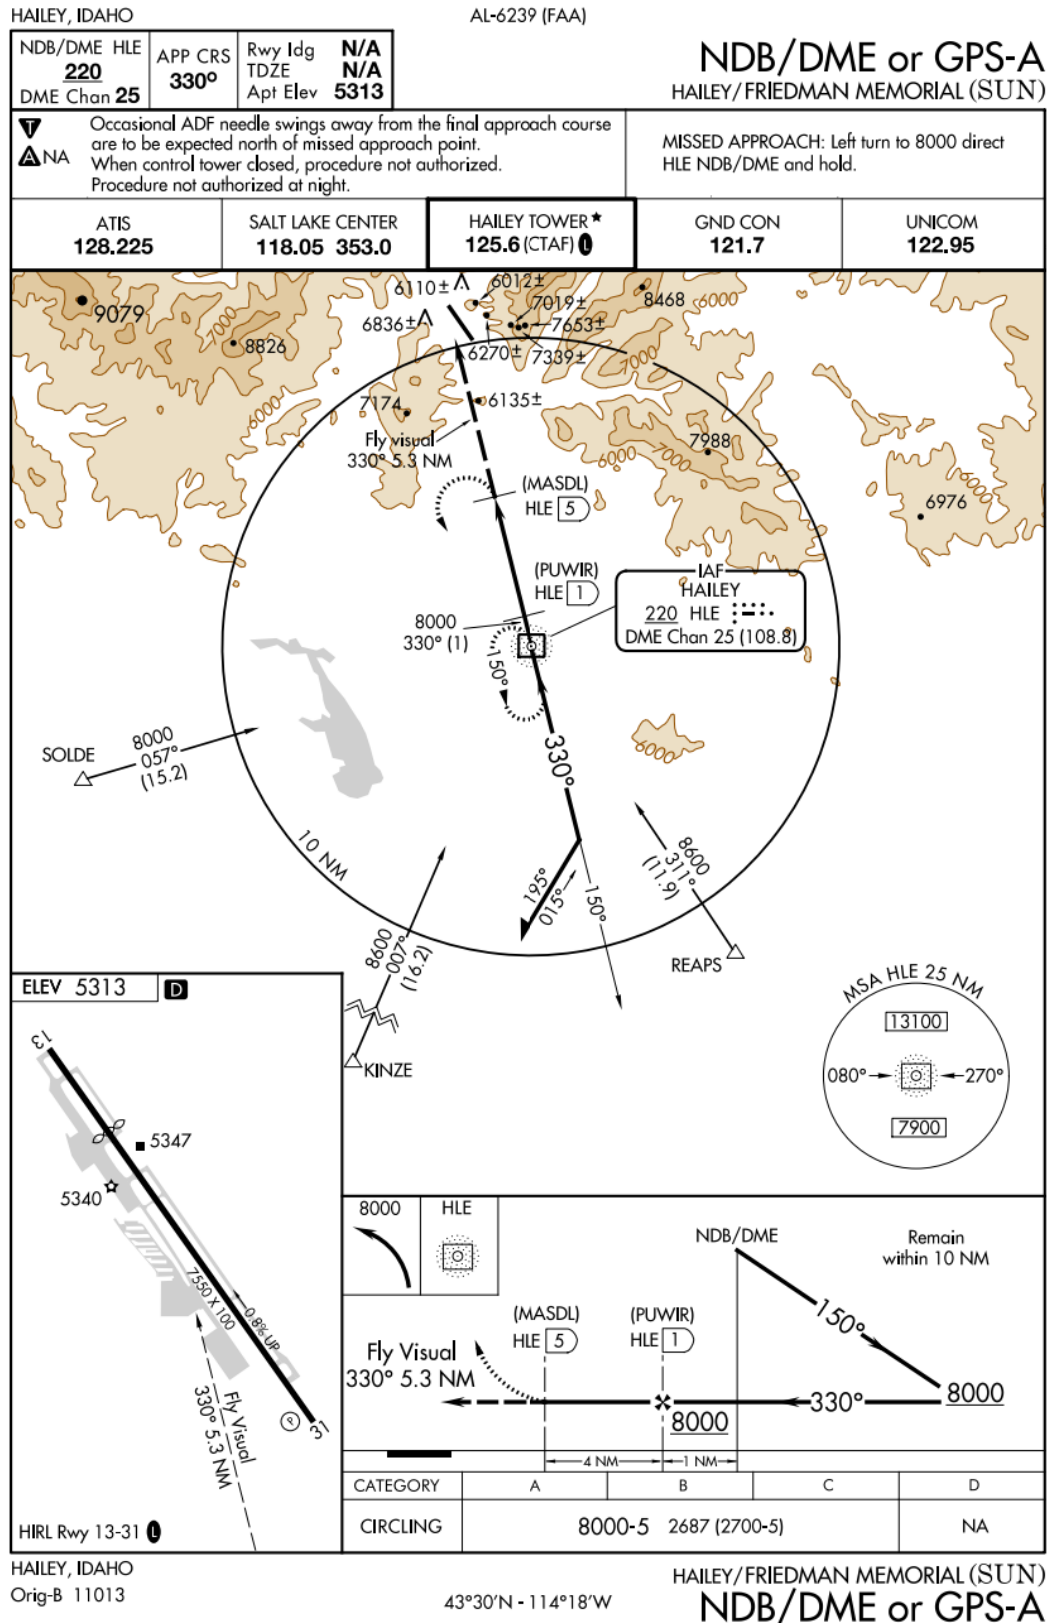 HAILEY, IDAHO
AL-6239 (FAA)
NDB/DME HLE
220
DME Chan 25
APP CRS
330°
Rwy ldg N/A
TDZE N/A
Apt Elev 5313
NDB/DME or GPS-A
HAILEY/FRIEDMAN MEMORIAL (SUN)
T
A NA
Occasional ADF needle swings away from the final approach course
are to be expected north of missed approach point.
When control tower closed, procedure not authorized.
Procedure not authorized at night.
MISSED APPROACH: Left turn to 8000 direct
HLE NDB/DME and hold.
ATIS
128.225
SALT LAKE CENTER
118.05 353.0
HAILEY TOWER★
125.6 (CTAF) L
GND CON
121.7
UNICOM
122.95
9079
8826
7000
6000
6110±
6012±
7019±
8468
6000
6836±
7653±
6270±
7339±
7000
7174
6135±
Fly visual
330° 5.3 NM
7988
6000
7000
6976
(MASDL)
HLE 5
(PUWIR)
HLE 1
IAF
HAILEY
220 HLE
DME Chan 25 (108.8)
8000
330° (1)
150°
330°
6000
SOLDE
8000
057°
(15.2)
10 NM
8600
311°
(11.9)
REAPS
195°
015°
150°
8600
007°
(16.2)
KINZE
MSA HLE 25 NM
13100
080°
270°
7900
ELEV 5313
D
13
5347
5340
7550 X 100
0.8% UP
P
31
Fly Visual
330° 5.3 NM
HIRL Rwy 13-31 L
8000
HLE
NDB/DME
Remain
within 10 NM
150°
(MASDL)
HLE 5
(PUWIR)
HLE 1
Fly Visual
330° 5.3 NM
330°
8000
8000
4 NM
1 NM
CATEGORY A B C D
CIRCLING 8000-5 2687 (2700-5) NA
HAILEY, IDAHO
Orig-B 11013
43°30'N - 114°18'W
HAILEY/FRIEDMAN MEMORIAL (SUN)
NDB/DME or GPS-A